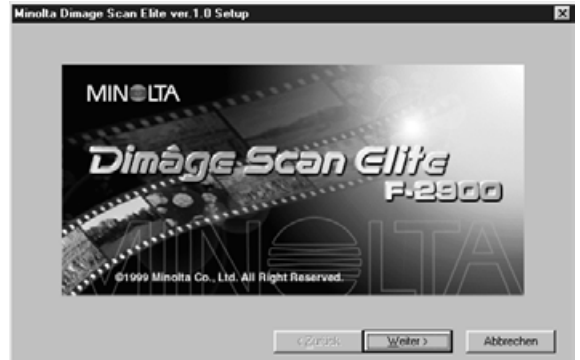 Minolta Dimage Scan Elite ver.1.0 Setup
MINOLTA
Dimâge Scan Elite
F-2900
MINOLTA
©1999 Minolta Co., Ltd. All Right Reserved.
< Zurück
Weiter >
Abbrechen